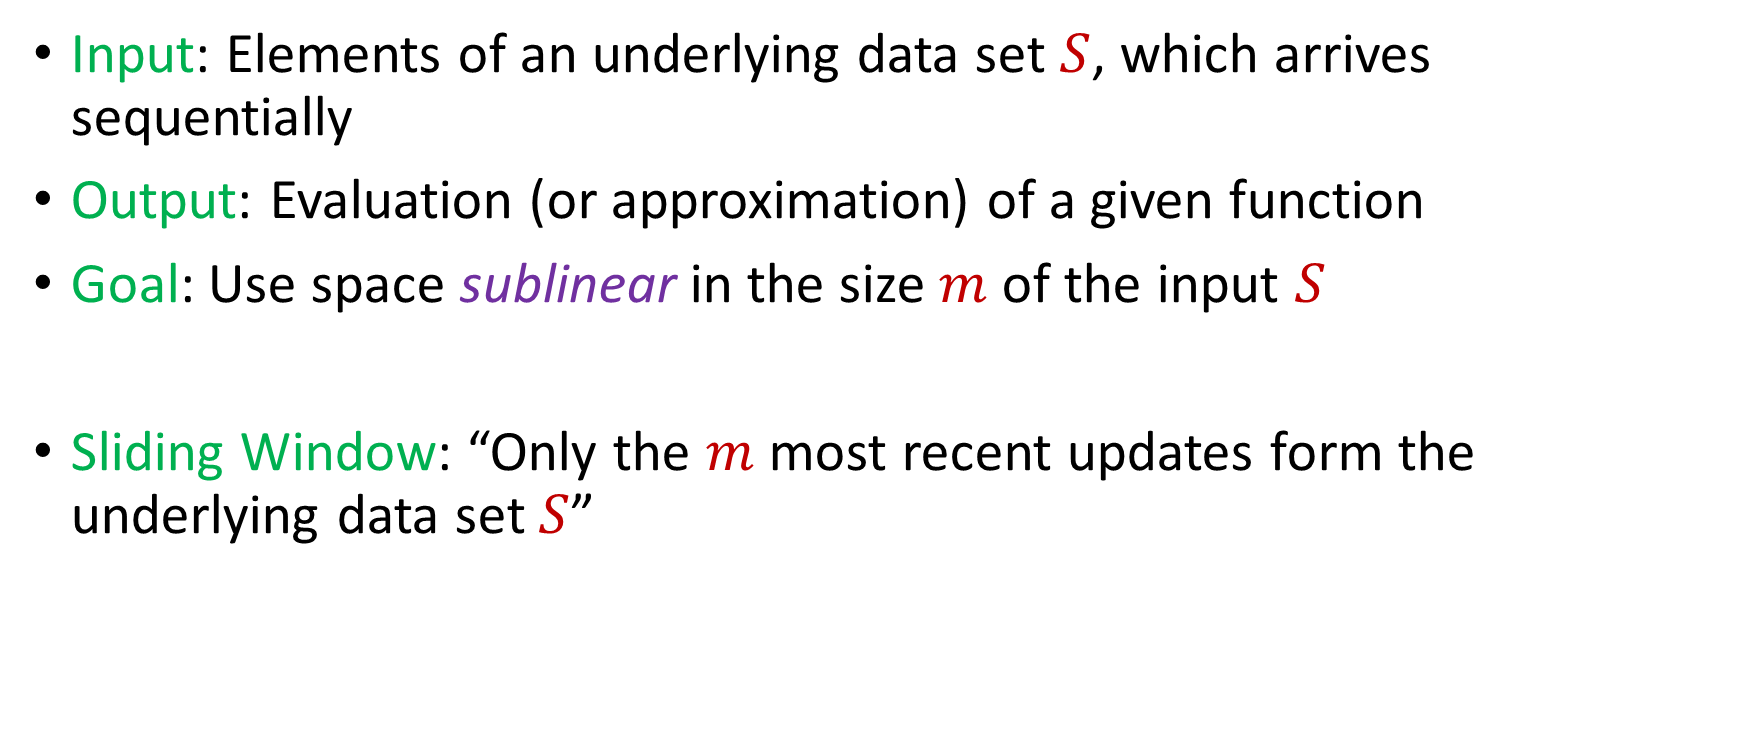 • Input: Elements of an underlying data set S, which arrives
sequentially
• Output: Evaluation (or approximation) of a given function
• Goal: Use space sublinear in the size m of the input S
• Sliding Window: “Only the m most recent updates form the
underlying data set S”